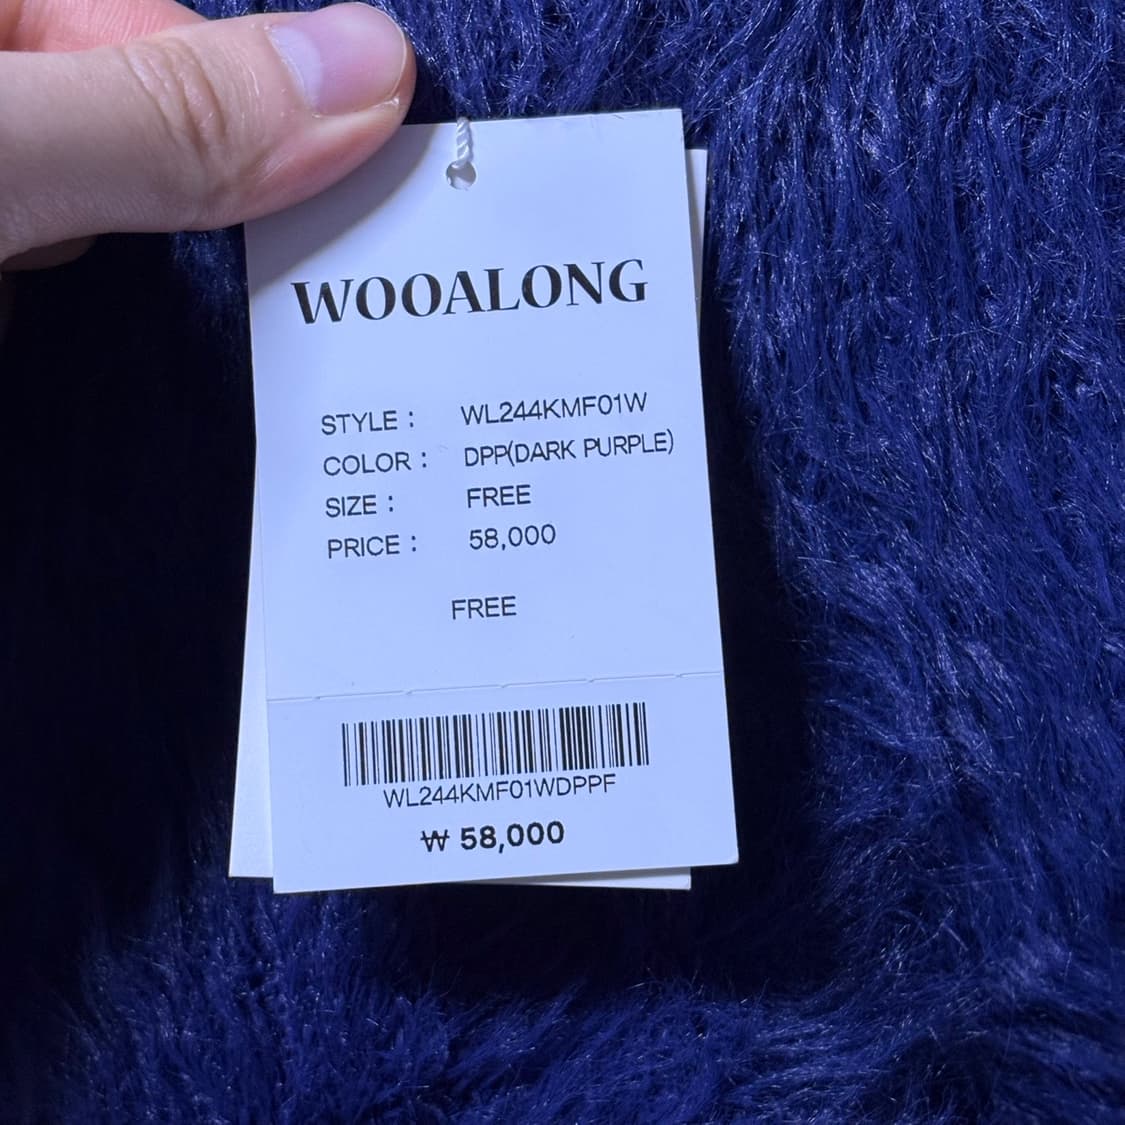 WOOALONG
STYLE : WL244KMF01W
COLOR : DPP(DARK PURPLE)
SIZE : FREE
PRICE : 58,000
FREE
WL244KMF01WDPPF
₩ 58,000